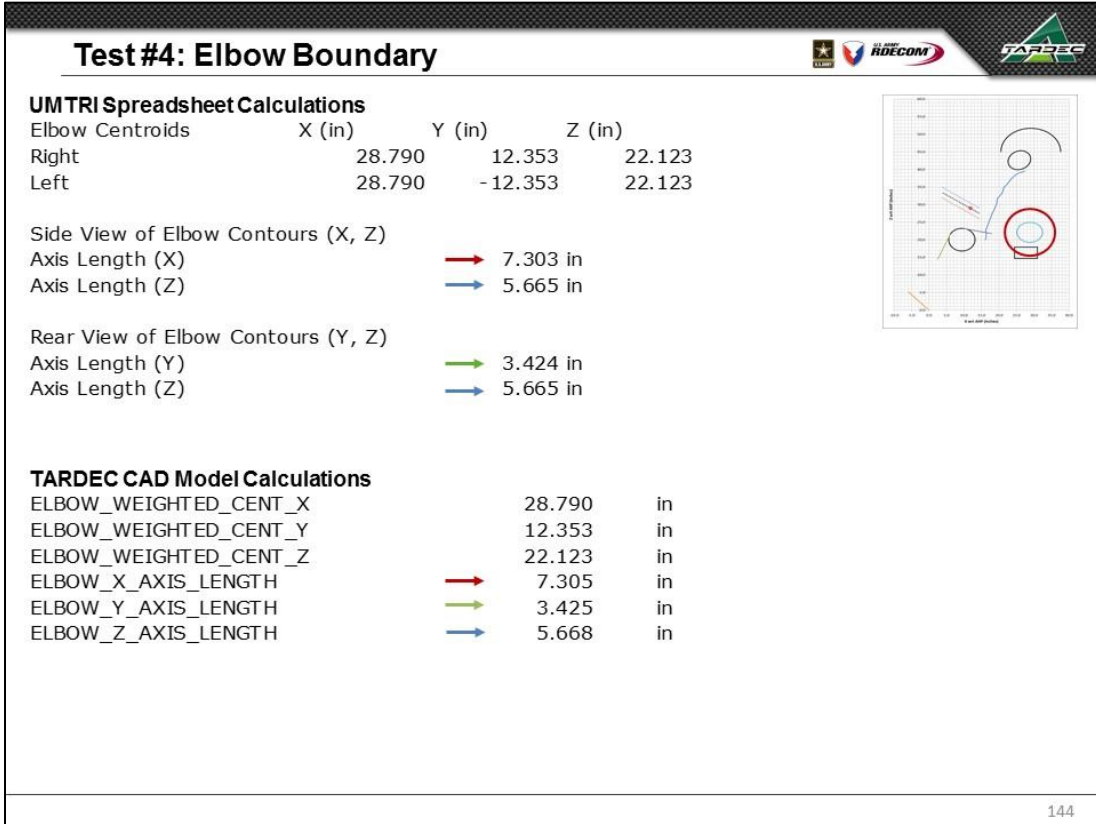 Test #4: Elbow Boundary
U.S. ARMY
U.S. ARMY
RDECOM
TARDEC
UMTRI Spreadsheet Calculations
Elbow Centroids X (in) Y (in) Z (in)
Right 28.790 12.353 22.123
Left 28.790 -12.353 22.123
Side View of Elbow Contours (X, Z)
Axis Length (X) 7.303 in
Axis Length (Z) 5.665 in
Rear View of Elbow Contours (Y, Z)
Axis Length (Y) 3.424 in
Axis Length (Z) 5.665 in
TARDEC CAD Model Calculations
ELBOW_WEIGHTED_CENT_X 28.790 in
ELBOW_WEIGHTED_CENT_Y 12.353 in
ELBOW_WEIGHTED_CENT_Z 22.123 in
ELBOW_X_AXIS_LENGTH 7.305 in
ELBOW_Y_AXIS_LENGTH 3.425 in
ELBOW_Z_AXIS_LENGTH 5.668 in
144